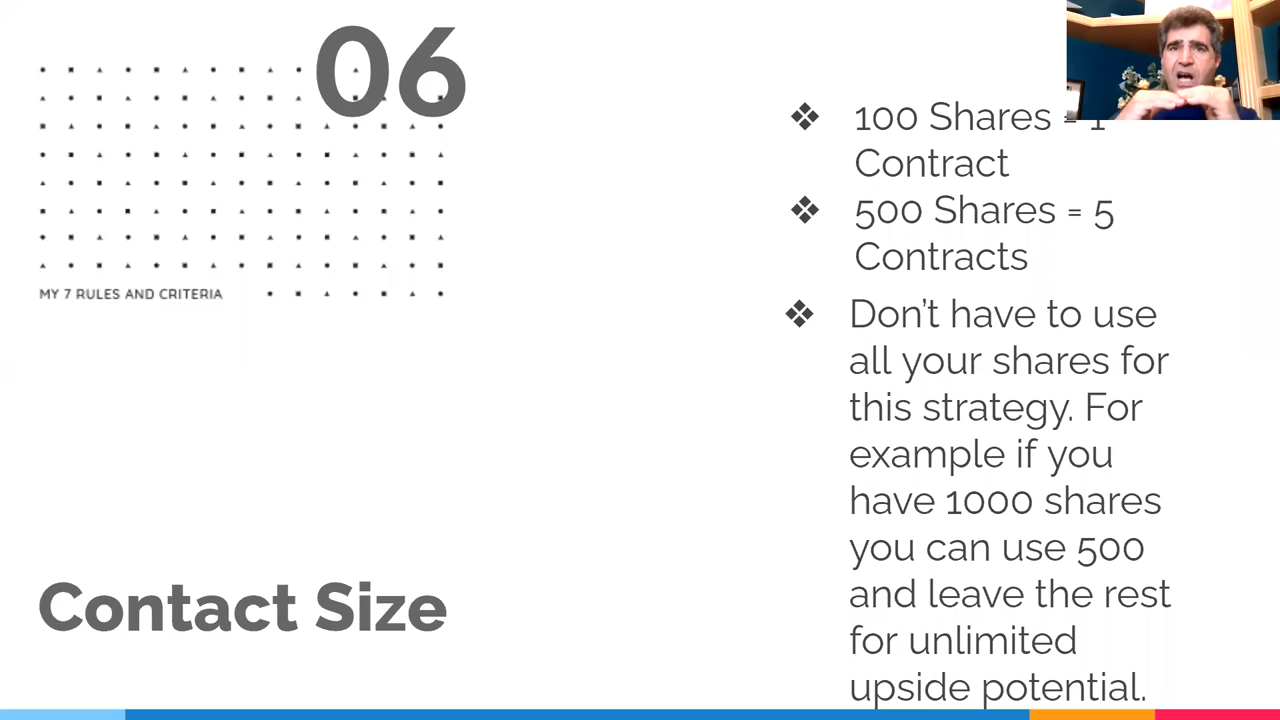 06
MY 7 RULES AND CRITERIA
Contact Size
❖ 100 Shares = 1
Contract
❖ 500 Shares = 5
Contracts
❖ Don't have to use
all your shares for
this strategy. For
example if you
have 1000 shares
you can use 500
and leave the rest
for unlimited
upside potential.